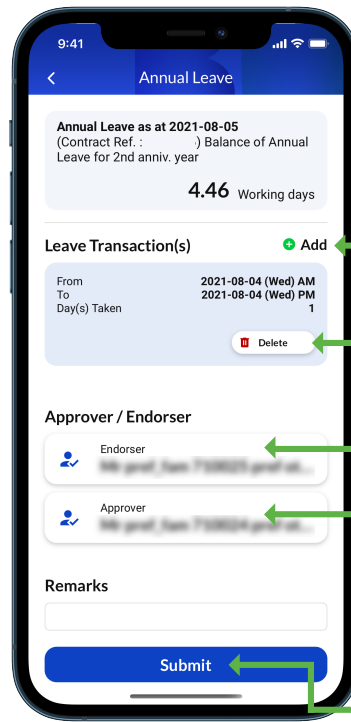 9:41
Annual Leave
Annual Leave as at 2021-08-05
(Contract Ref. : ) Balance of Annual
Leave for 2nd anniv. year
4.46 Working days
Leave Transaction(s) Add
From 2021-08-04 (Wed) AM
To 2021-08-04 (Wed) PM
Day(s) Taken 1
Delete
Approver / Endorser
Endorser
Approver
Remarks
Submit